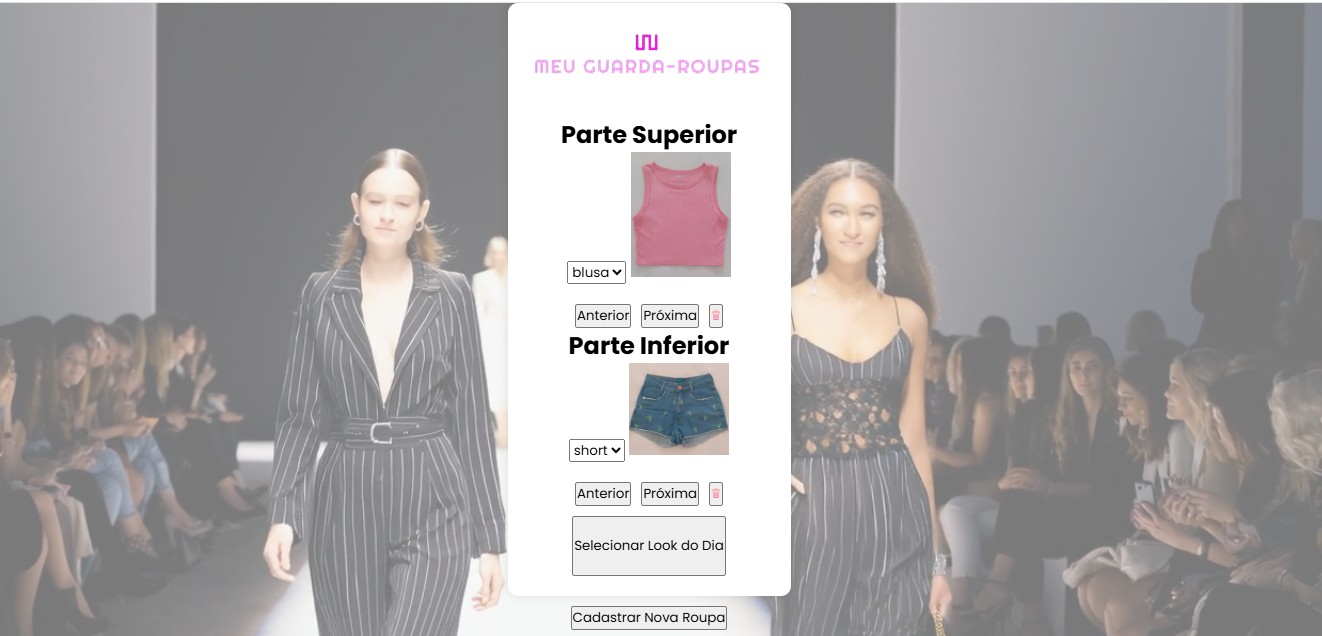 MEU GUARDA-ROUPAS
Parte Superior
blusa
Anterior Próxima
Parte Inferior
short
Anterior Próxima
Selecionar Look do Dia
Cadastrar Nova Roupa